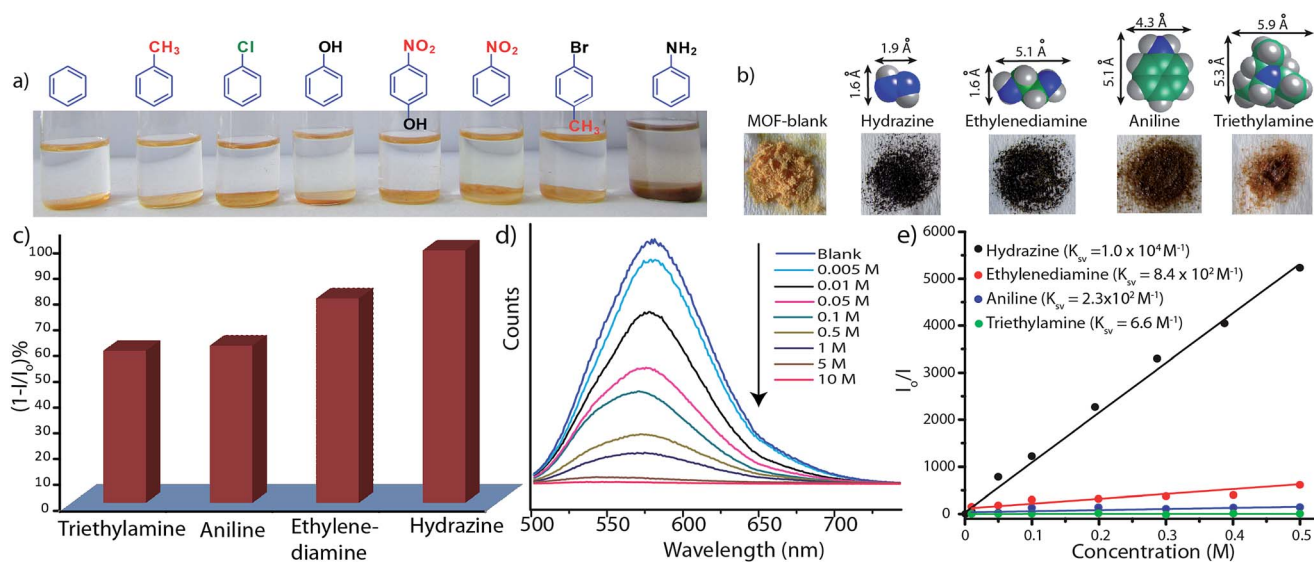 a)
CH3
Cl
OH
NO2
OH
NO2
Br
CH3
NH2
b)
1.9 Å
1.6 Å
5.1 Å
1.6 Å
4.3 Å
5.1 Å
5.9 Å
5.3 Å
MOF-blank
Hydrazine
Ethylenediamine
Aniline
Triethylamine
c)
(1-I/Io)%
100
90
80
70
60
50
40
30
20
10
0
Triethylamine
Aniline
Ethylene-
diamine
Hydrazine
d)
Counts
Blank
0.005 M
0.01 M
0.05 M
0.1 M
0.5 M
1 M
5 M
10 M
500
550
600
650
700
Wavelength (nm)
e)
Io/I
6000
5000
4000
3000
2000
1000
0
Hydrazine (Ksv =1.0 x 10⁴ M⁻¹)
Ethylenediamine (Ksv = 8.4 x 10² M⁻¹)
Aniline (Ksv = 2.3x10² M⁻¹)
Triethylamine (Ksv = 6.6 M⁻¹)
0
0.1
0.2
0.3
0.4
0.5
Concentration (M)